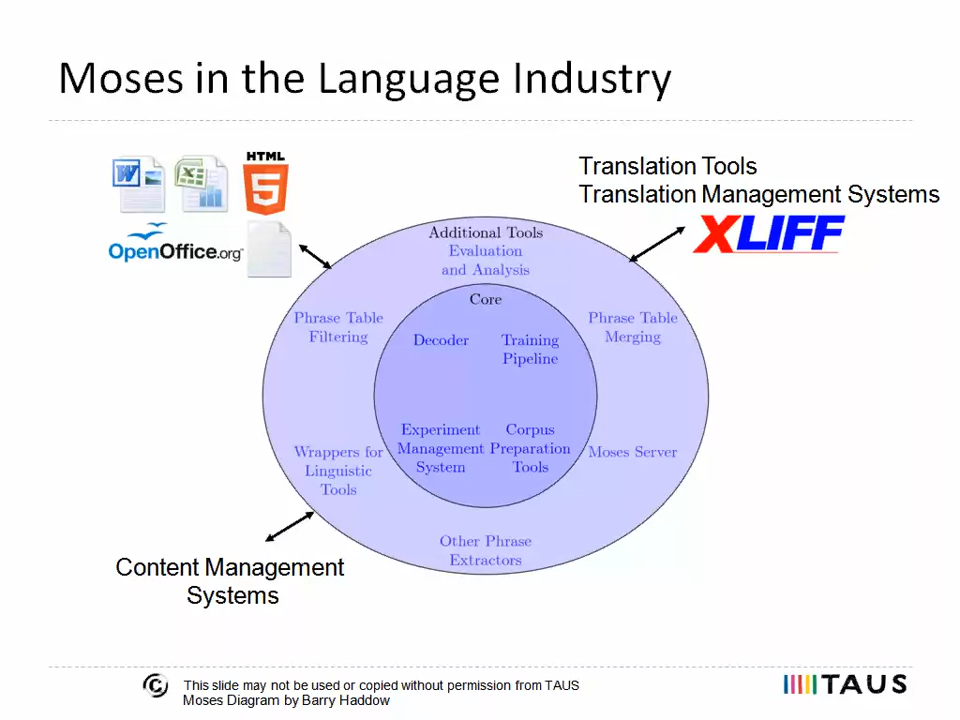 Moses in the Language Industry
HTML
5
W
X
OpenOffice.org
Translation Tools
Translation Management Systems
XLIFF
Additional Tools
Evaluation
and Analysis
Core
Phrase Table
Filtering
Decoder
Training
Pipeline
Phrase Table
Merging
Experiment
Management
System
Corpus
Preparation
Tools
Wrappers for
Linguistic
Tools
Moses Server
Other Phrase
Extractors
Content Management
Systems
This slide may not be used or copied without permission from TAUS
Moses Diagram by Barry Haddow
TAUS